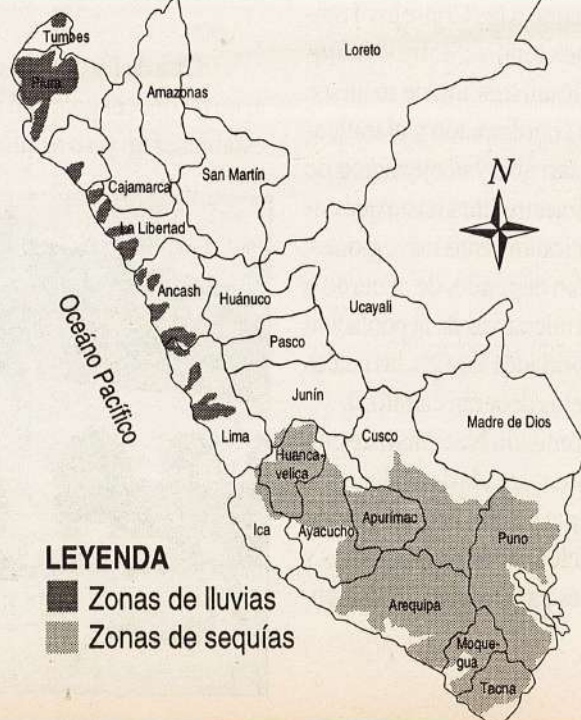 Tumbes
Piura
Loreto
Amazonas
Cajamarca
San Martín
La Libertad
N
Ancash
Huánuco
Ucayali
Pasco
Océano Pacífico
Junín
Lima
Cusco
Madre de Dios
Huanca-
velica
Ica
Ayacucho
Apurímac
Puno
Arequipa
Moque-
gua
Tacna
LEYENDA
Zonas de lluvias
Zonas de sequías